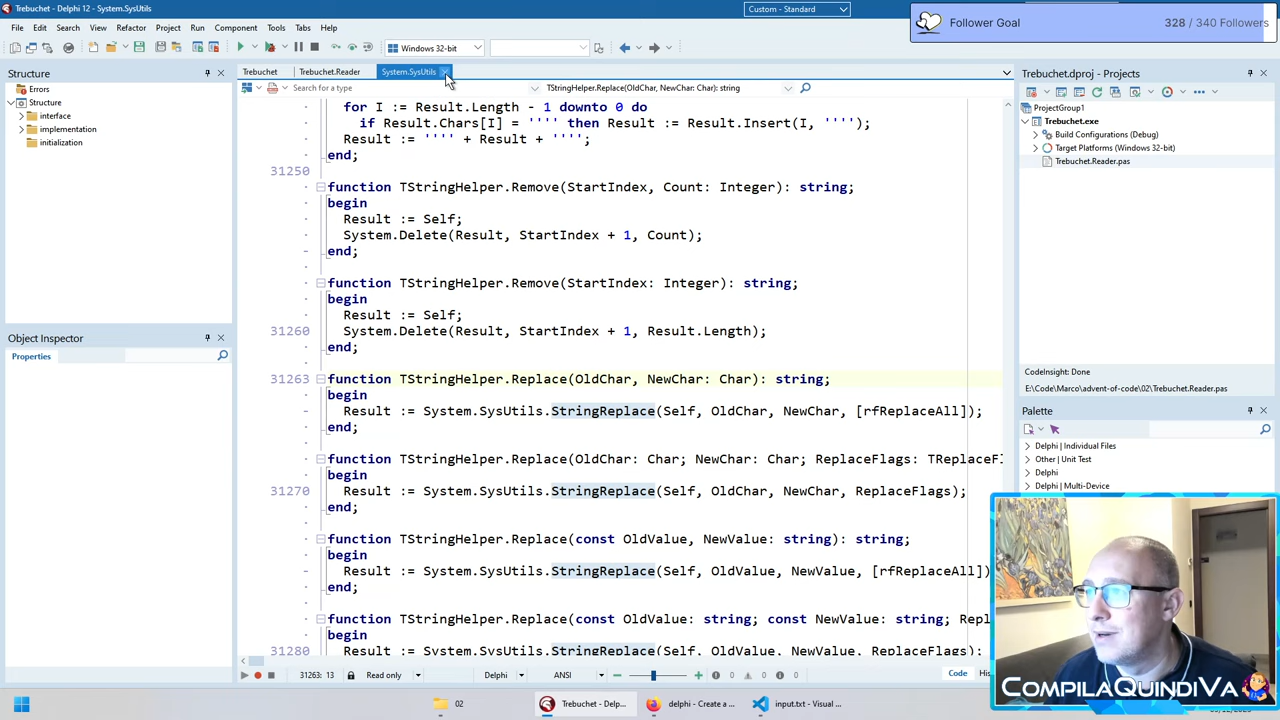 Trebuchet - Delphi 12 - System.SysUtils
Custom - Standard
Follower Goal
328 / 340 Followers
File Edit Search View Refactor Project Run Component Tools Tabs Help
Windows 32-bit
Structure
Errors
Structure
interface
implementation
initialization
Object Inspector
Properties
Trebuchet
Trebuchet.Reader
System.SysUtils
Search for a type
TStringHelper.Replace(OldChar, NewChar: Char): string
for I := Result.Length - 1 downto 0 do
if Result.Chars[I] = '''' then Result := Result.Insert(I, '''');
Result := '''' + Result + '''';
end;
31250
function TStringHelper.Remove(StartIndex, Count: Integer): string;
begin
Result := Self;
System.Delete(Result, StartIndex + 1, Count);
end;
function TStringHelper.Remove(StartIndex: Integer): string;
begin
Result := Self;
31260 System.Delete(Result, StartIndex + 1, Result.Length);
end;
31263 function TStringHelper.Replace(OldChar, NewChar: Char): string;
begin
Result := System.SysUtils.StringReplace(Self, OldChar, NewChar, [rfReplaceAll]);
end;
function TStringHelper.Replace(OldChar: Char; NewChar: Char; ReplaceFlags: TReplaceFl
begin
31270 Result := System.SysUtils.StringReplace(Self, OldChar, NewChar, ReplaceFlags);
end;
function TStringHelper.Replace(const OldValue, NewValue: string): string;
begin
Result := System.SysUtils.StringReplace(Self, OldValue, NewValue, [rfReplaceAll])
end;
function TStringHelper.Replace(const OldValue: string; const NewValue: string; Repl
begin
31280 Result := System.SysUtils.StringReplace(Self, OldValue, NewValue, ReplaceFlags);
31263: 13
Read only
Delphi
ANSI
0 0 0
Code
His
Trebuchet.dproj - Projects
ProjectGroup1
Trebuchet.exe
Build Configurations (Debug)
Target Platforms (Windows 32-bit)
Trebuchet.Reader.pas
CodeInsight: Done
E:\Code\Marco\advent-of-code\02\Trebuchet.Reader.pas
Palette
Delphi | Individual Files
Other | Unit Test
Delphi
Delphi | Multi-Device
COMPILAQUINDIVA
02
Trebuchet - Delp...
delphi - Create a ...
input.txt - Visual ...